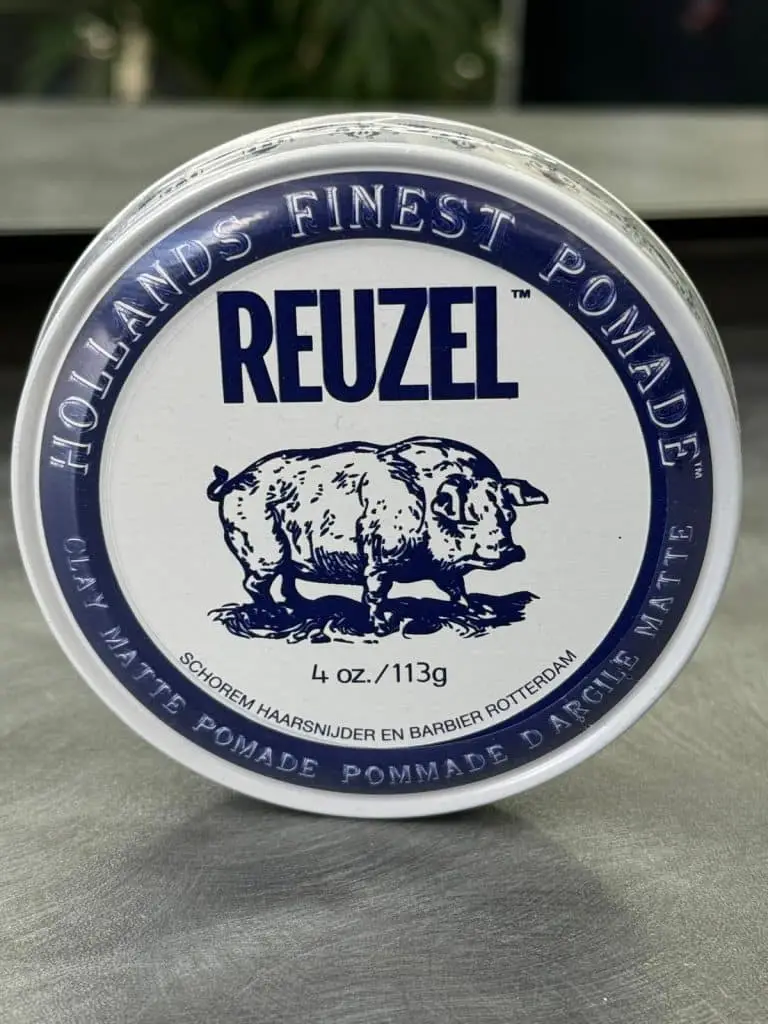 HOLLANDS FINEST POMADE™
REUZEL™
4 oz./113g
SCHOREM HAARSNIJDER EN BARBIER ROTTERDAM
CLAY MATTE POMADE POMMADE D ARGILE MATTE